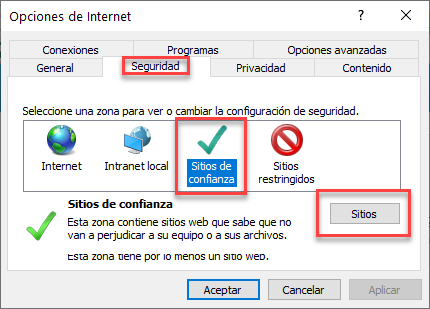 Opciones de Internet
Conexiones Programas Opciones avanzadas
General Seguridad Privacidad Contenido
Seleccione una zona para ver o cambiar la configuración de seguridad.
Internet Intranet local Sitios de confianza Sitios restringidos
Sitios de confianza
Sitios
Esta zona contiene sitios web que sabe que no
van a perjudicar a su equipo o a sus archivos.
Esta zona tiene por lo menos un sitio web.
Aceptar Cancelar Aplicar